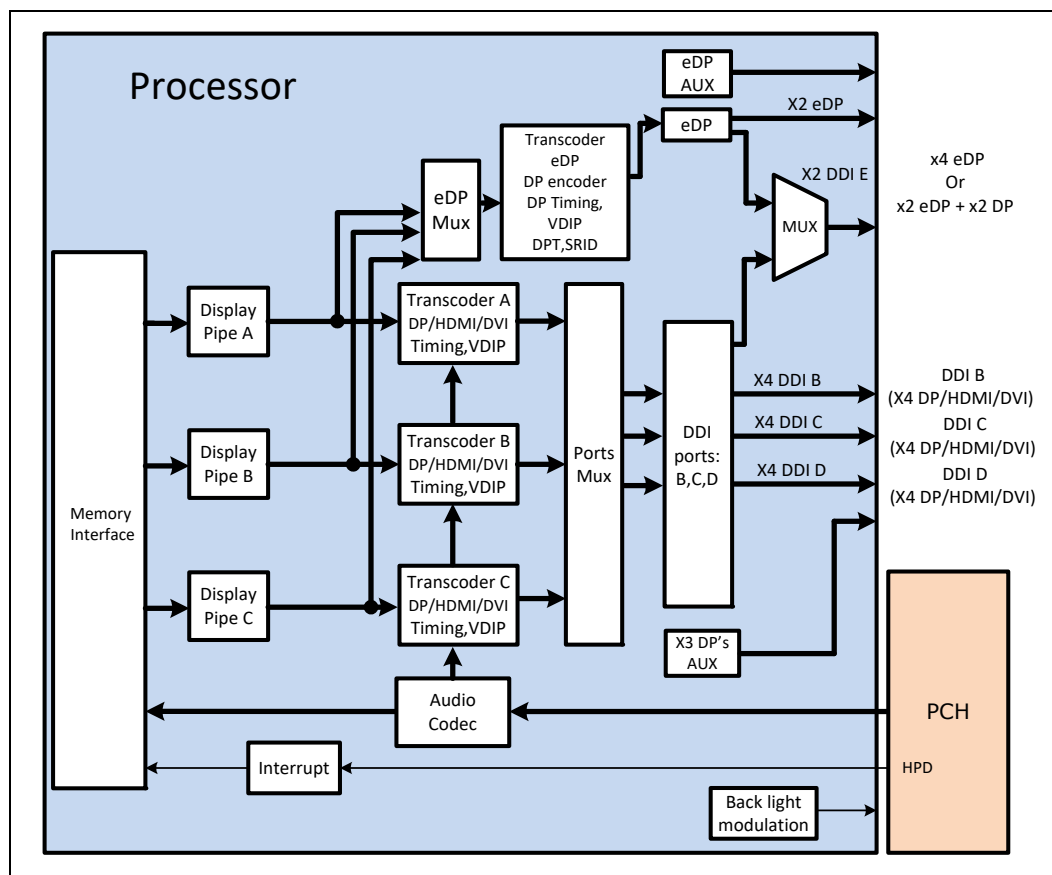 Processor
eDP
AUX
X2 eDP
eDP
Transcoder
eDP
DP encoder
DP Timing,
VDIP
DPT,SRID
eDP
Mux
X2 DDI E
MUX
x4 eDP
Or
x2 eDP + x2 DP
Memory
Interface
Display
Pipe A
Transcoder A
DP/HDMI/DVI
Timing,VDIP
Display
Pipe B
Transcoder B
DP/HDMI/DVI
Timing,VDIP
Display
Pipe C
Transcoder C
DP/HDMI/DVI
Timing,VDIP
Ports
Mux
DDI
ports:
B,C,D
X4 DDI B
X4 DDI C
X4 DDI D
DDI B
(X4 DP/HDMI/DVI)
DDI C
(X4 DP/HDMI/DVI)
DDI D
(X4 DP/HDMI/DVI)
X3 DP's
AUX
Audio
Codec
PCH
Interrupt
HPD
Back light
modulation